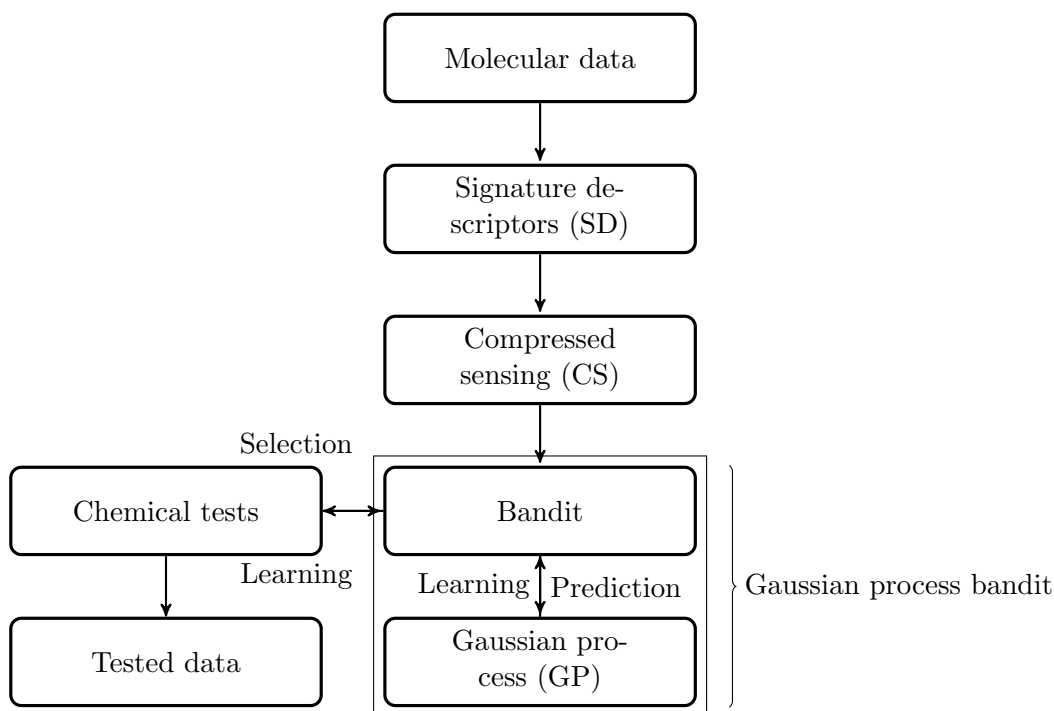 Molecular data
Signature de-
scriptors (SD)
Compressed
sensing (CS)
Selection
Chemical tests
Bandit
Learning
Learning
Prediction
Gaussian process bandit
Tested data
Gaussian pro-
cess (GP)